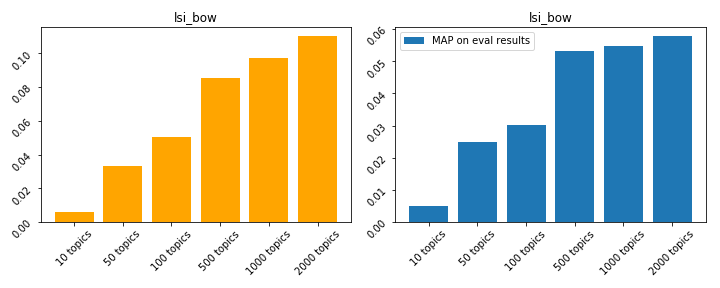 lsi_bow
0.10
0.08
0.06
0.04
0.02
0.00
10 topics
50 topics
100 topics
500 topics
1000 topics
2000 topics
lsi_bow
MAP on eval results
0.06
0.05
0.04
0.03
0.02
0.01
0.00
10 topics
50 topics
100 topics
500 topics
1000 topics
2000 topics